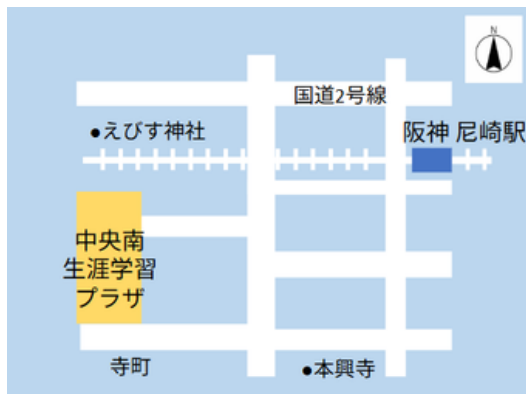 N
国道2号線
●えびす神社
阪神 尼崎駅
中央南
生涯学習
プラザ
寺町
●本興寺